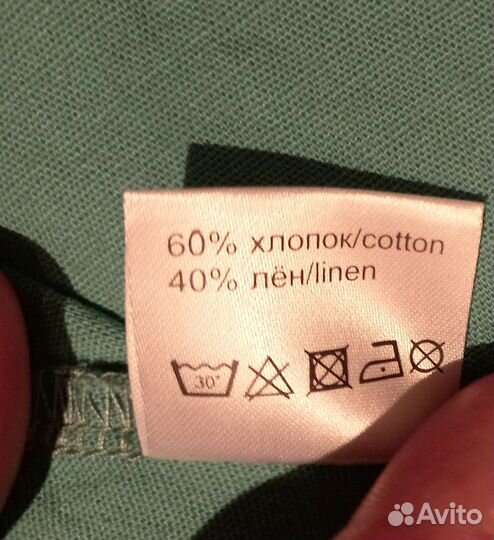 60% хлопок/cotton
40% лён/linen
30°
Avito